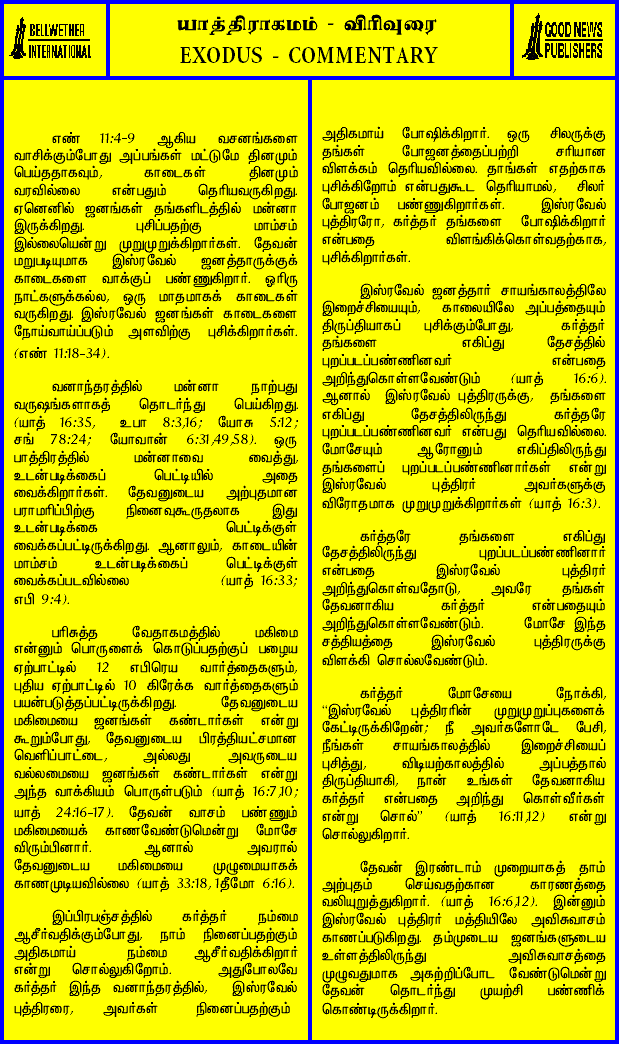 BELLWETHER
INTERNATIONAL
யாத்திராகமம் - விரிவுரை
EXODUS - COMMENTARY
GOOD NEWS
PUBLISHERS
எண் 11:4-9 ஆகிய வசனங்களை
வாசிக்கும்போது அப்பங்கள் மட்டுமே தினமும்
பெய்ததாகவும், காடைகள் தினமும்
வரவில்லை என்பதும் தெரியவருகிறது.
ஏனெனில் ஜனங்கள் தங்களிடத்தில் மன்னா
இருக்கிறது. புசிப்பதற்கு மாம்சம்
இல்லையென்று முறுமுறுக்கிறார்கள். தேவன்
மறுபடியுமாக இஸ்ரவேல் ஜனத்தாருக்குக்
காடைகளை வாக்குப் பண்ணுகிறார். ஓரிரு
நாட்களுக்கல்ல, ஒரு மாதமாகக் காடைகள்
வருகிறது. இஸ்ரவேல் ஜனங்கள் காடைகளை
நோய்வாய்ப்படும் அளவிற்கு புசிக்கிறார்கள்.
(எண் 11:18-34).
வனாந்தரத்தில் மன்னா நாற்பது
வருஷங்களாகத் தொடர்ந்து பெய்கிறது.
(யாத் 16:35, உபா 8:3,16; யோசு 5:12;
சங் 78:24; யோவான் 6:31,49,58). ஒரு
பாத்திரத்தில் மன்னாவை வைத்து,
உடன்படிக்கைப் பெட்டியில் அதை
வைக்கிறார்கள். தேவனுடைய அற்புதமான
பராமரிப்பிற்கு நினைவுகூருதலாக இது
உடன்படிக்கை பெட்டிக்குள்
வைக்கப்பட்டிருக்கிறது. ஆனாலும், காடையின்
மாம்சம் உடன்படிக்கைப் பெட்டிக்குள்
வைக்கப்படவில்லை (யாத் 16:33;
எபி 9:4).
பரிசுத்த வேதாகமத்தில் மகிமை
என்னும் பொருளைக் கொடுப்பதற்குப் பழைய
ஏற்பாட்டில் 12 எபிரெய வார்த்தைகளும்,
புதிய ஏற்பாட்டில் 10 கிரேக்க வார்த்தைகளும்
பயன்படுத்தப்பட்டிருக்கிறது. தேவனுடைய
மகிமையை ஜனங்கள் கண்டார்கள் என்று
கூறும்போது, தேவனுடைய பிரத்தியட்சமான
வெளிப்பாட்டை, அல்லது அவருடைய
வல்லமையை ஜனங்கள் கண்டார்கள் என்று
அந்த வாக்கியம் பொருள்படும் (யாத் 16:7,10;
யாத் 24:16-17). தேவன் வாசம் பண்ணும்
மகிமையைக் காணவேண்டுமென்று மோசே
விரும்பினார். ஆனால் அவரால்
தேவனுடைய மகிமையை முழுமையாகக்
காணமுடியவில்லை (யாத் 33:18, 1தீமோ 6:16).
இப்பிரபஞ்சத்தில் கர்த்தர் நம்மை
ஆசீர்வதிக்கும்போது, நாம் நினைப்பதற்கும்
அதிகமாய் நம்மை ஆசீர்வதிக்கிறார்
என்று சொல்லுகிறோம். அதுபோலவே
கர்த்தர் இந்த வனாந்தரத்தில், இஸ்ரவேல்
புத்திரரை, அவர்கள் நினைப்பதற்கும்
அதிகமாய் போஷிக்கிறார். ஒரு சிலருக்கு
தங்கள் போஜனத்தைப்பற்றி சரியான
விளக்கம் தெரியவில்லை. தாங்கள் எதற்காக
புசிக்கிறோம் என்பதுகூட தெரியாமல், சிலர்
போஜனம் பண்ணுகிறார்கள். இஸ்ரவேல்
புத்திரரோ, கர்த்தர் தங்களை போஷிக்கிறார்
என்பதை விளங்கிக்கொள்வதற்காக,
புசிக்கிறார்கள்.
இஸ்ரவேல் ஜனத்தார் சாயங்காலத்திலே
இறைச்சியையும், காலையிலே அப்பத்தையும்
திருப்தியாகப் புசிக்கும்போது, கர்த்தர்
தங்களை எகிப்து தேசத்தில்
புறப்படப்பண்ணினவர் என்பதை
அறிந்துகொள்ளவேண்டும் (யாத் 16:6).
ஆனால் இஸ்ரவேல் புத்திரருக்கு, தங்களை
எகிப்து தேசத்திலிருந்து கர்த்தரே
புறப்படப்பண்ணினவர் என்பது தெரியவில்லை.
மோசேயும் ஆரோனும் எகிப்திலிருந்து
தங்களைப் புறப்படப்பண்ணினார்கள் என்று
இஸ்ரவேல் புத்திரர் அவர்களுக்கு
விரோதமாக முறுமுறுக்கிறார்கள் (யாத் 16:3).
கர்த்தரே தங்களை எகிப்து
தேசத்திலிருந்து புறப்படப்பண்ணினார்
என்பதை இஸ்ரவேல் புத்திரர்
அறிந்துகொள்வதோடு, அவரே தங்கள்
தேவனாகிய கர்த்தர் என்பதையும்
அறிந்துகொள்ளவேண்டும். மோசே இந்த
சத்தியத்தை இஸ்ரவேல் புத்திரருக்கு
விளக்கி சொல்லவேண்டும்.
கர்த்தர் மோசேயை நோக்கி,
“இஸ்ரவேல் புத்திரரின் முறுமுறுப்புகளைக்
கேட்டிருக்கிறேன்; நீ அவர்களோடே பேசி,
நீங்கள் சாயங்காலத்தில் இறைச்சியைப்
புசித்து, விடியற்காலத்தில் அப்பத்தால்
திருப்தியாகி, நான் உங்கள் தேவனாகிய
கர்த்தர் என்பதை அறிந்து கொள்வீர்கள்
என்று சொல்” (யாத் 16:11,12) என்று
சொல்லுகிறார்.
தேவன் இரண்டாம் முறையாகத் தாம்
அற்புதம் செய்வதற்கான காரணத்தை
வலியுறுத்துகிறார். (யாத் 16:6,12). இன்னும்
இஸ்ரவேல் புத்திரர் மத்தியிலே அவிசுவாசம்
காணப்படுகிறது. தம்முடைய ஜனங்களுடைய
உள்ளத்திலிருந்து அவிசுவாசத்தை
முழுவதுமாக அகற்றிப்போட வேண்டுமென்று
தேவன் தொடர்ந்து முயற்சி பண்ணிக்
கொண்டிருக்கிறார்.